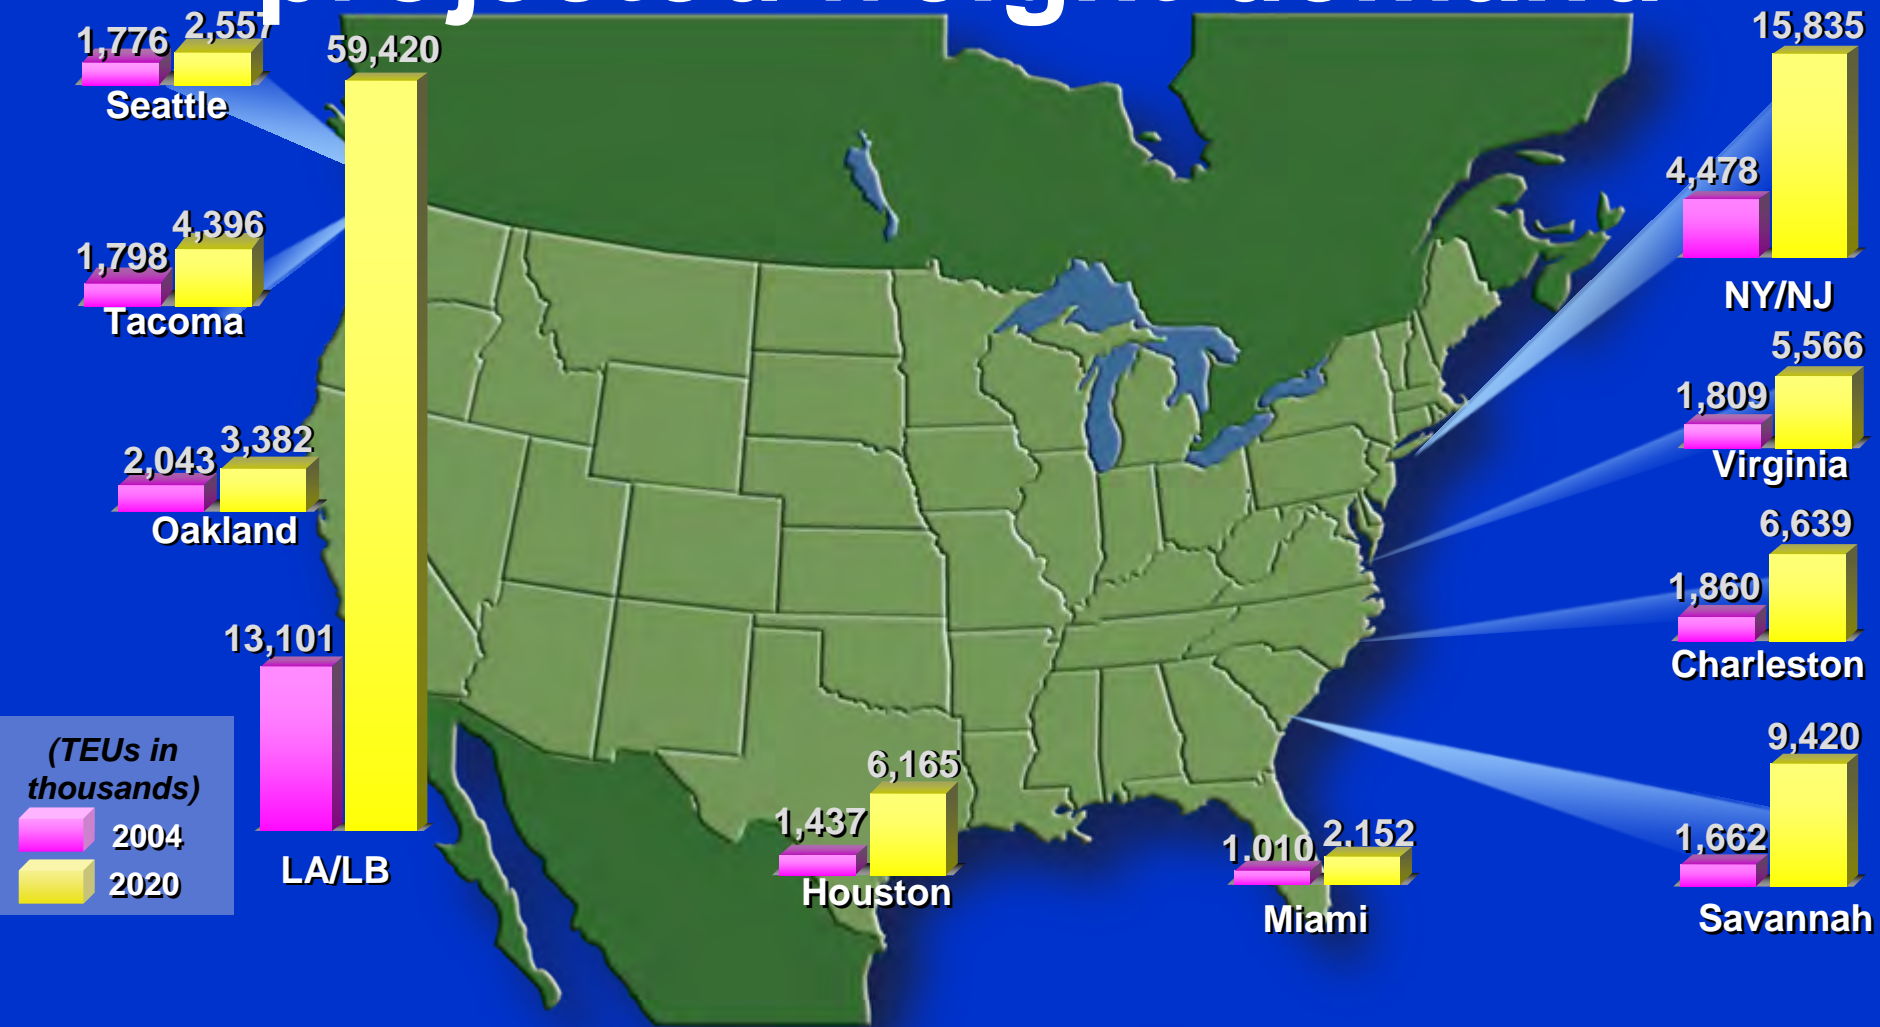 projected freight demand
1,776
2,557
Seattle
59,420
15,835
4,478
NY/NJ
1,798
4,396
Tacoma
5,566
1,809
Virginia
2,043
3,382
Oakland
6,639
1,860
Charleston
13,101
LA/LB
(TEUs in
thousands)
2004
2020
6,165
1,437
Houston
1,010
2,152
Miami
9,420
1,662
Savannah